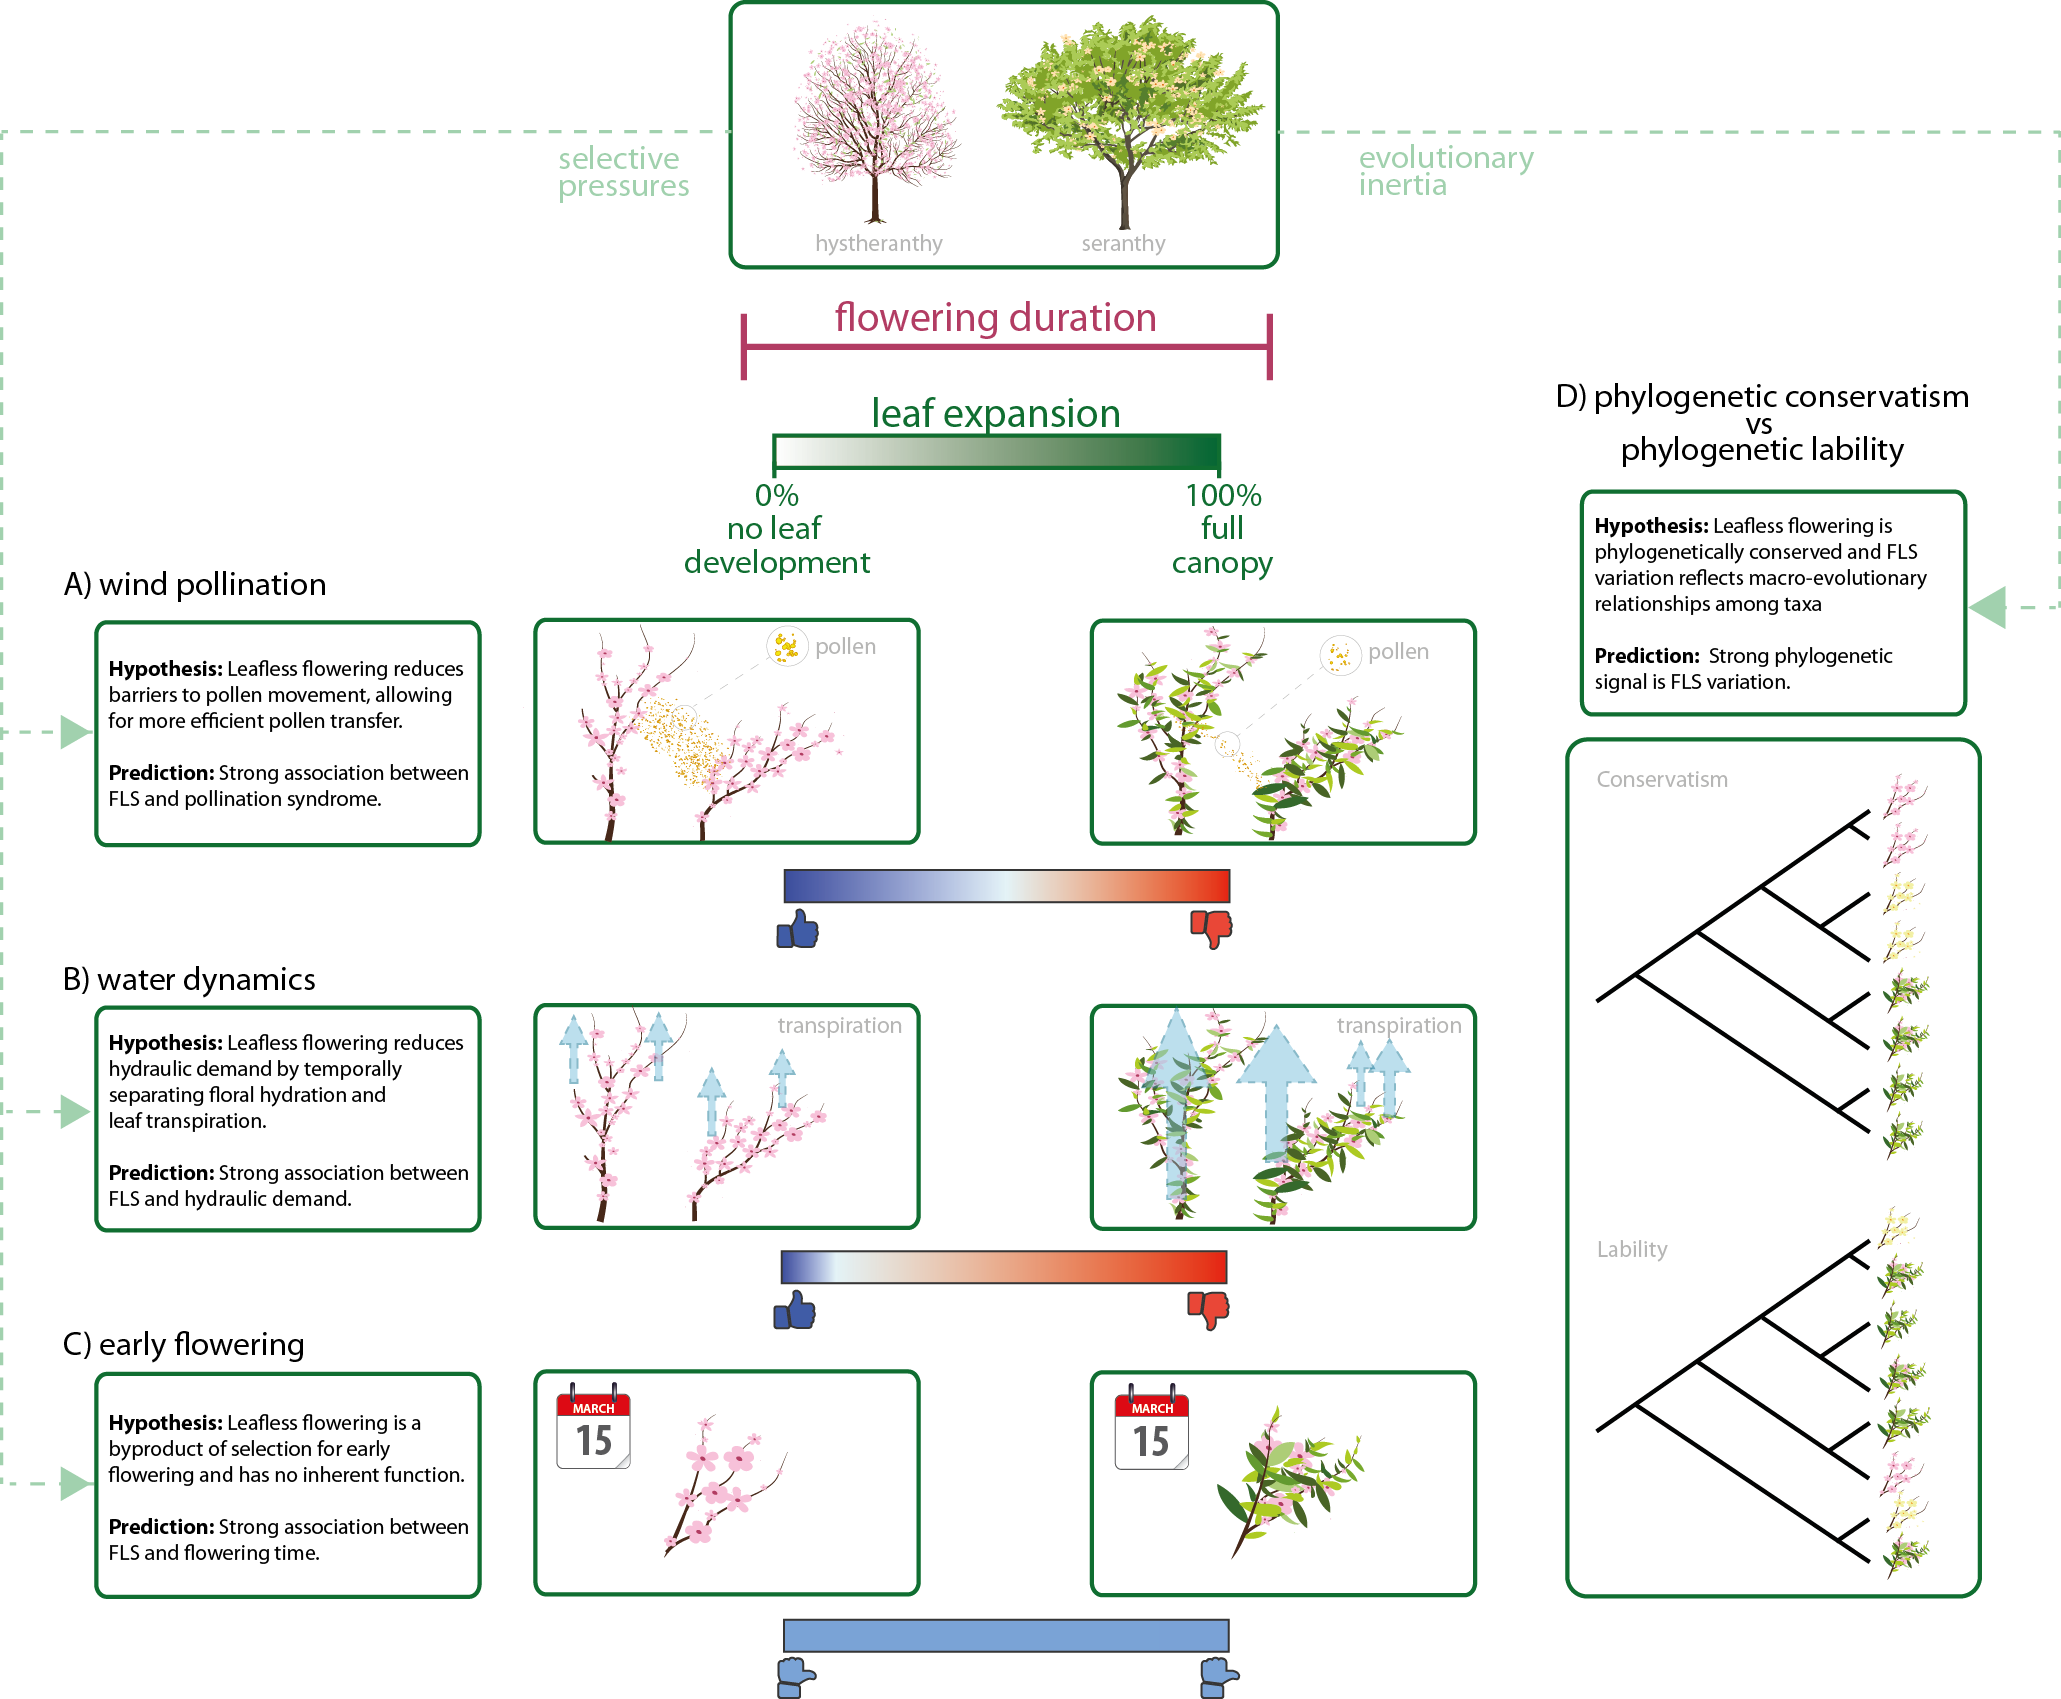 selective
pressures
hystheranthy
seranthy
evolutionary
inertia
flowering duration
leaf expansion
0%
no leaf
development
100%
full
canopy
A) wind pollination
Hypothesis: Leafless flowering reduces
barriers to pollen movement, allowing
for more efficient pollen transfer.
Prediction: Strong association between
FLS and pollination syndrome.
pollen
pollen
B) water dynamics
Hypothesis: Leafless flowering reduces
hydraulic demand by temporally
separating floral hydration and
leaf transpiration.
Prediction: Strong association between
FLS and hydraulic demand.
transpiration
transpiration
C) early flowering
Hypothesis: Leafless flowering is a
byproduct of selection for early
flowering and has no inherent function.
Prediction: Strong association between
FLS and flowering time.
MARCH
15
MARCH
15
D) phylogenetic conservatism
vs
phylogenetic lability
Hypothesis: Leafless flowering is
phylogenetically conserved and FLS
variation reflects macro-evolutionary
relationships among taxa
Prediction: Strong phylogenetic
signal is FLS variation.
Conservatism
Lability